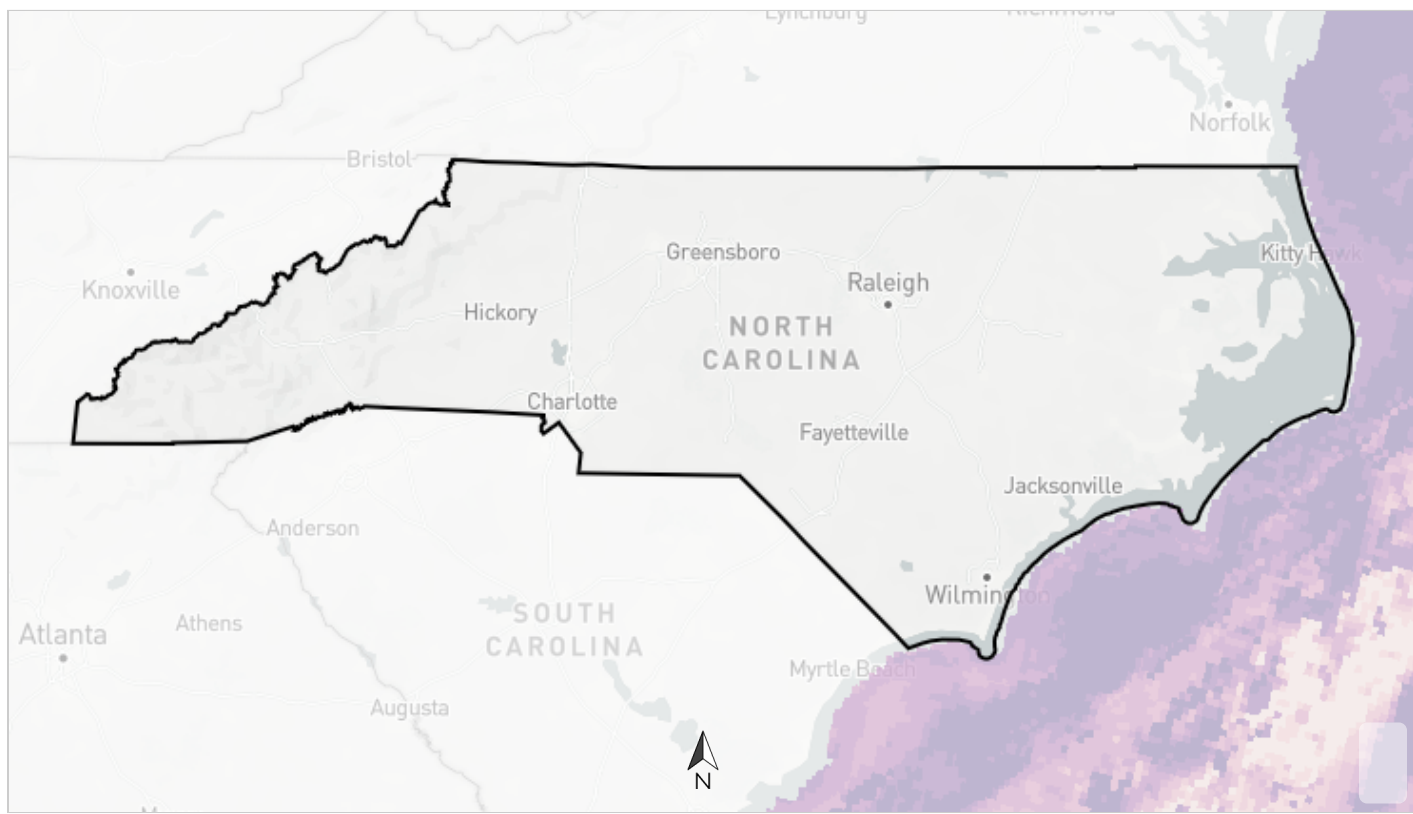 Lynchburg
Richmond
Norfolk
Bristol
Greensboro
Kitty Hawk
Knoxville
Raleigh
Hickory
NORTH
CAROLINA
Charlotte
Fayetteville
Jacksonville
Anderson
Wilmington
SOUTH
CAROLINA
Athens
Atlanta
Myrtle Beach
Augusta
N